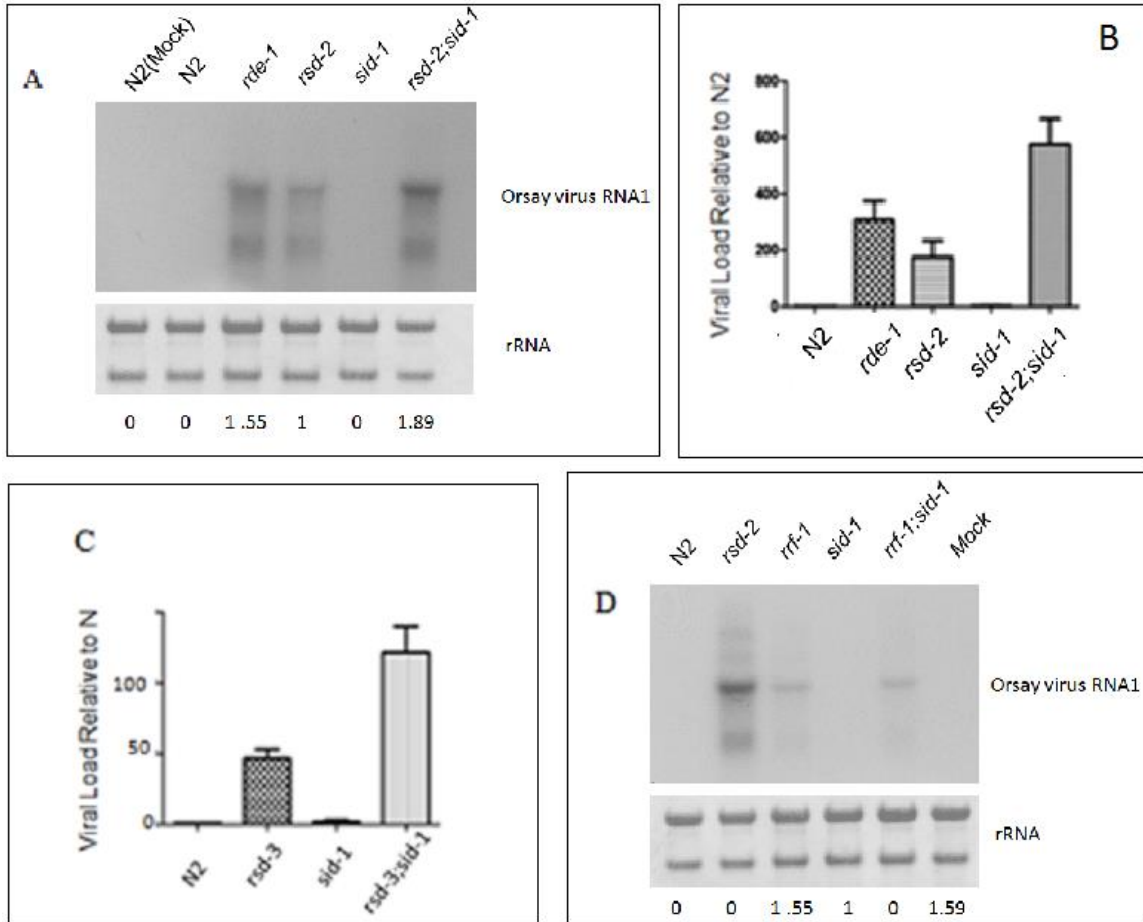 A
N2(Mock)
N2
rde-1
rsd-2
sid-1
rsd-2;sid-1
Orsay virus RNA1
rRNA
0 0 1 .55 1 0 1.89
B
Viral Load Relative to N2
800
600
400
200
0
N2
rde-1
rsd-2
sid-1
rsd-2;sid-1
C
Viral Load Relative to N
100
50
0
N2
rsd-3
sid-1
rsd-3;sid-1
D
N2
rsd-2
rrf-1
sid-1
rrf-1;sid-1
Mock
Orsay virus RNA1
rRNA
0 0 1 .55 1 0 1.59